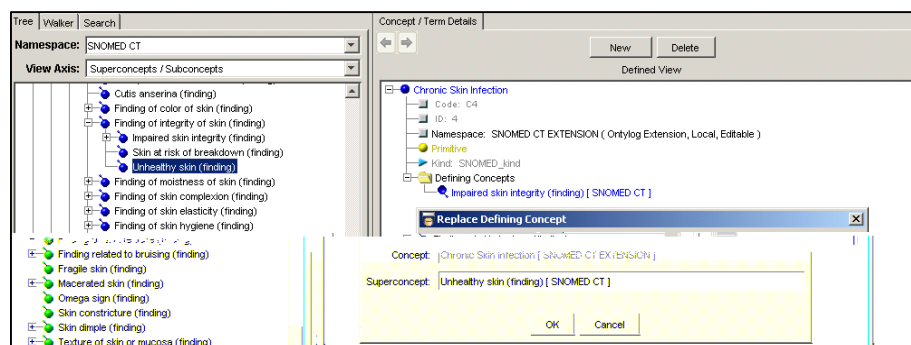 Tree Walker Search
Namespace: SNOMED CT
View Axis: Superconcepts / Subconcepts
Cutis anserina (finding)
Finding of color of skin (finding)
Finding of integrity of skin (finding)
Impaired skin integrity (finding)
Skin at risk of breakdown (finding)
Unhealthy skin (finding)
Finding of moistness of skin (finding)
Finding of skin complexion (finding)
Finding of skin elasticity (finding)
Finding of skin hygiene (finding)
Finding related to bruising (finding)
Fragile skin (finding)
Macerated skin (finding)
Omega sign (finding)
Skin constricture (finding)
Skin dimple (finding)
Texture of skin or mucosa (finding)
Concept / Term Details
New Delete
Defined View
Chronic Skin Infection
Code: C4
ID: 4
Namespace: SNOMED CT EXTENSION ( Ontylog Extension, Local, Editable )
Primitive
Kind: SNOMED_kind
Defining Concepts
Impaired skin integrity (finding) [ SNOMED CT ]
Replace Defining Concept
Concept: Chronic Skin Infection [ SNOMED CT EXTENSION ]
Superconcept: Unhealthy skin (finding) [ SNOMED CT ]
OK Cancel